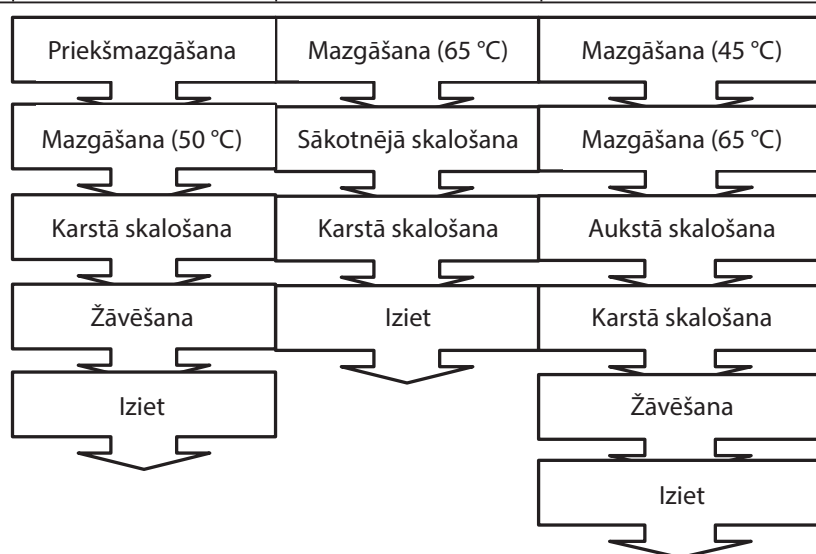 Priekšmazgāšana
Mazgāšana (50 °C)
Karstā skalošana
Žāvēšana
Iziet
Mazgāšana (65 °C)
Sākotnējā skalošana
Karstā skalošana
Iziet
Mazgāšana (45 °C)
Mazgāšana (65 °C)
Aukstā skalošana
Karstā skalošana
Žāvēšana
Iziet